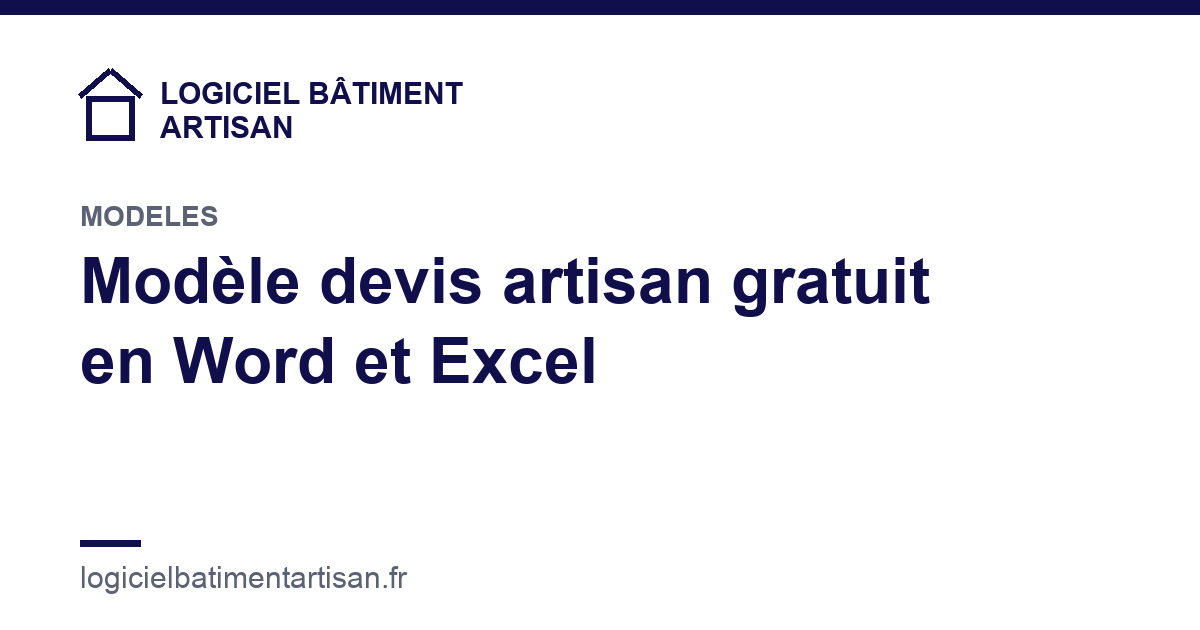 LOGICIEL BÂTIMENT
ARTISAN
MODELES
Modèle devis artisan gratuit
en Word et Excel
logicielbatimentartisan.fr